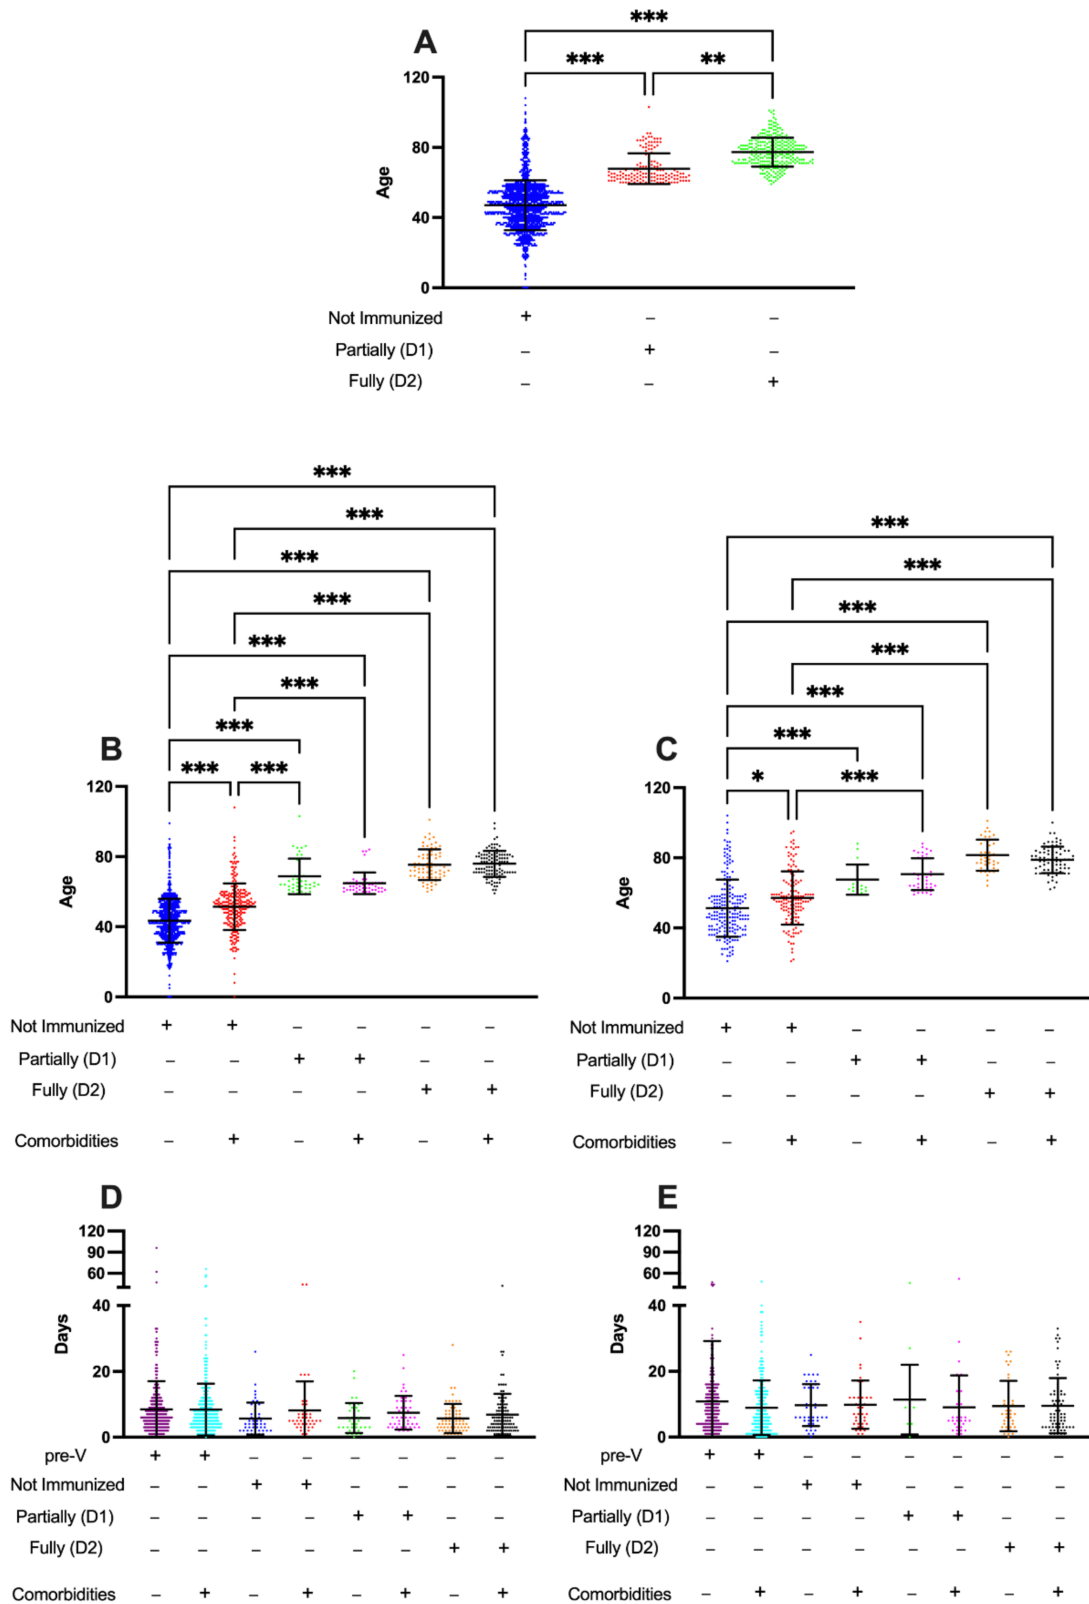 A
***
*** **
120
80
40
0
Age
Not Immunized + – –
Partially (D1) – + –
Fully (D2) – – +
B
***
***
***
***
***
***
***
*** ***
120
80
40
0
Age
Not Immunized + + – – – –
Partially (D1) – – + + – –
Fully (D2) – – – – + +
Comorbidities – + – + – +
C
***
***
***
***
***
***
* ***
120
80
40
0
Age
Not Immunized + + – – – –
Partially (D1) – – + + – –
Fully (D2) – – – – + +
Comorbidities – + – + – +
D
120
90
60
40
20
0
Days
pre-V + + – – – – – –
Not Immunized – – + + – – – –
Partially (D1) – – – – + + – –
Fully (D2) – – – – – – + +
Comorbidities – + – + – + – +
E
120
90
60
40
20
0
Days
pre-V + + – – – – – –
Not Immunized – – + + – – – –
Partially (D1) – – – – + + – –
Fully (D2) – – – – – – + +
Comorbidities – + – + – + – +